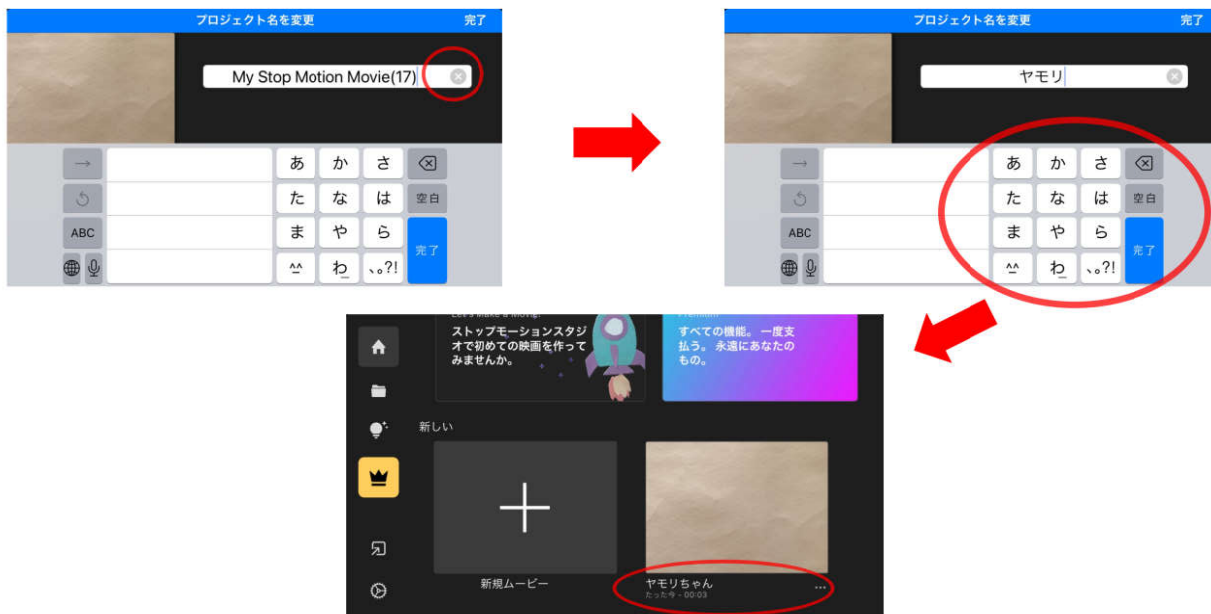 プロジェクト名を変更 完了
My Stop Motion Movie(17)
→ あ か さ
た な は 空白
ABC ま や ら 完了
^^ わ_ 、。?!
プロジェクト名を変更 完了
ヤモリ
→ あ か さ
た な は 空白
ABC ま や ら 完了
^^ わ_ 、。?!
Let's Make a Movie!
ストップモーションスタジ
オで初めての映画を作って
みませんか。
Premium
すべての機能。一度支
払う。永遠にあなたの
もの。
新しい
新規ムービー
ヤモリちゃん ...
たった今 - 00:03